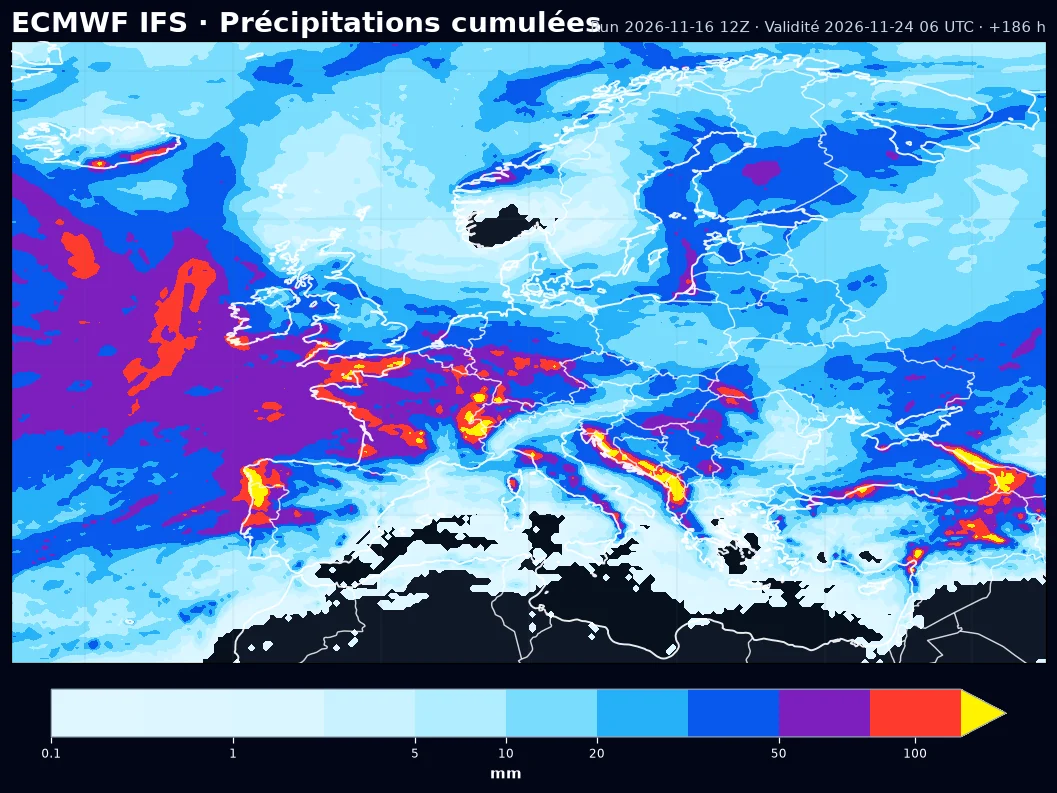 ECMWF IFS · Précipitations cumulées
Run 2026-11-16 12Z · Validité 2026-11-24 06 UTC · +186 h
0.1 1 5 10 20 50 100
mm